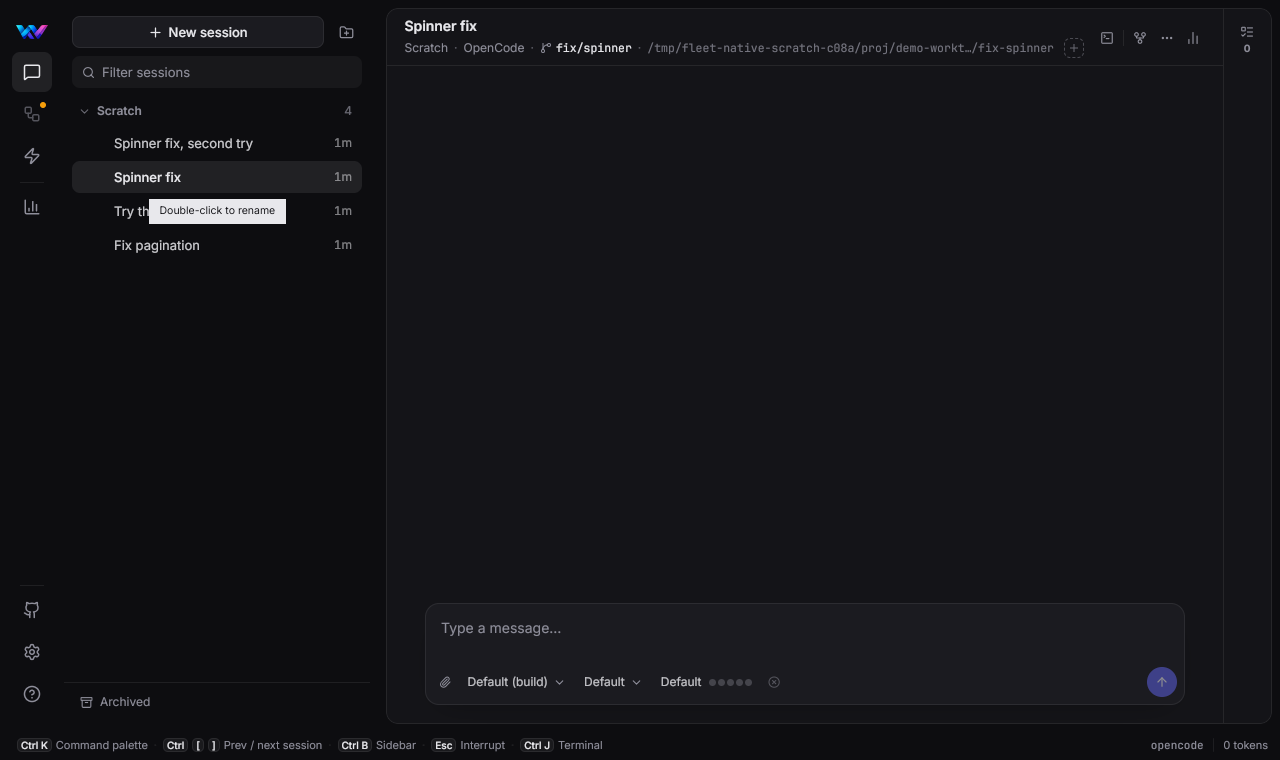 New session
Filter sessions
Scratch 4
Spinner fix, second try 1m
Spinner fix 1m
Try th 1m
Double-click to rename
Fix pagination 1m
Archived
Spinner fix
Scratch · OpenCode · fix/spinner · /tmp/fleet-native-scratch-c08a/proj/demo-workt…/fix-spinner
0
Type a message...
Default (build) Default Default
Ctrl K Command palette · Ctrl [ ] Prev / next session · Ctrl B Sidebar · Esc Interrupt · Ctrl J Terminal
opencode 0 tokens